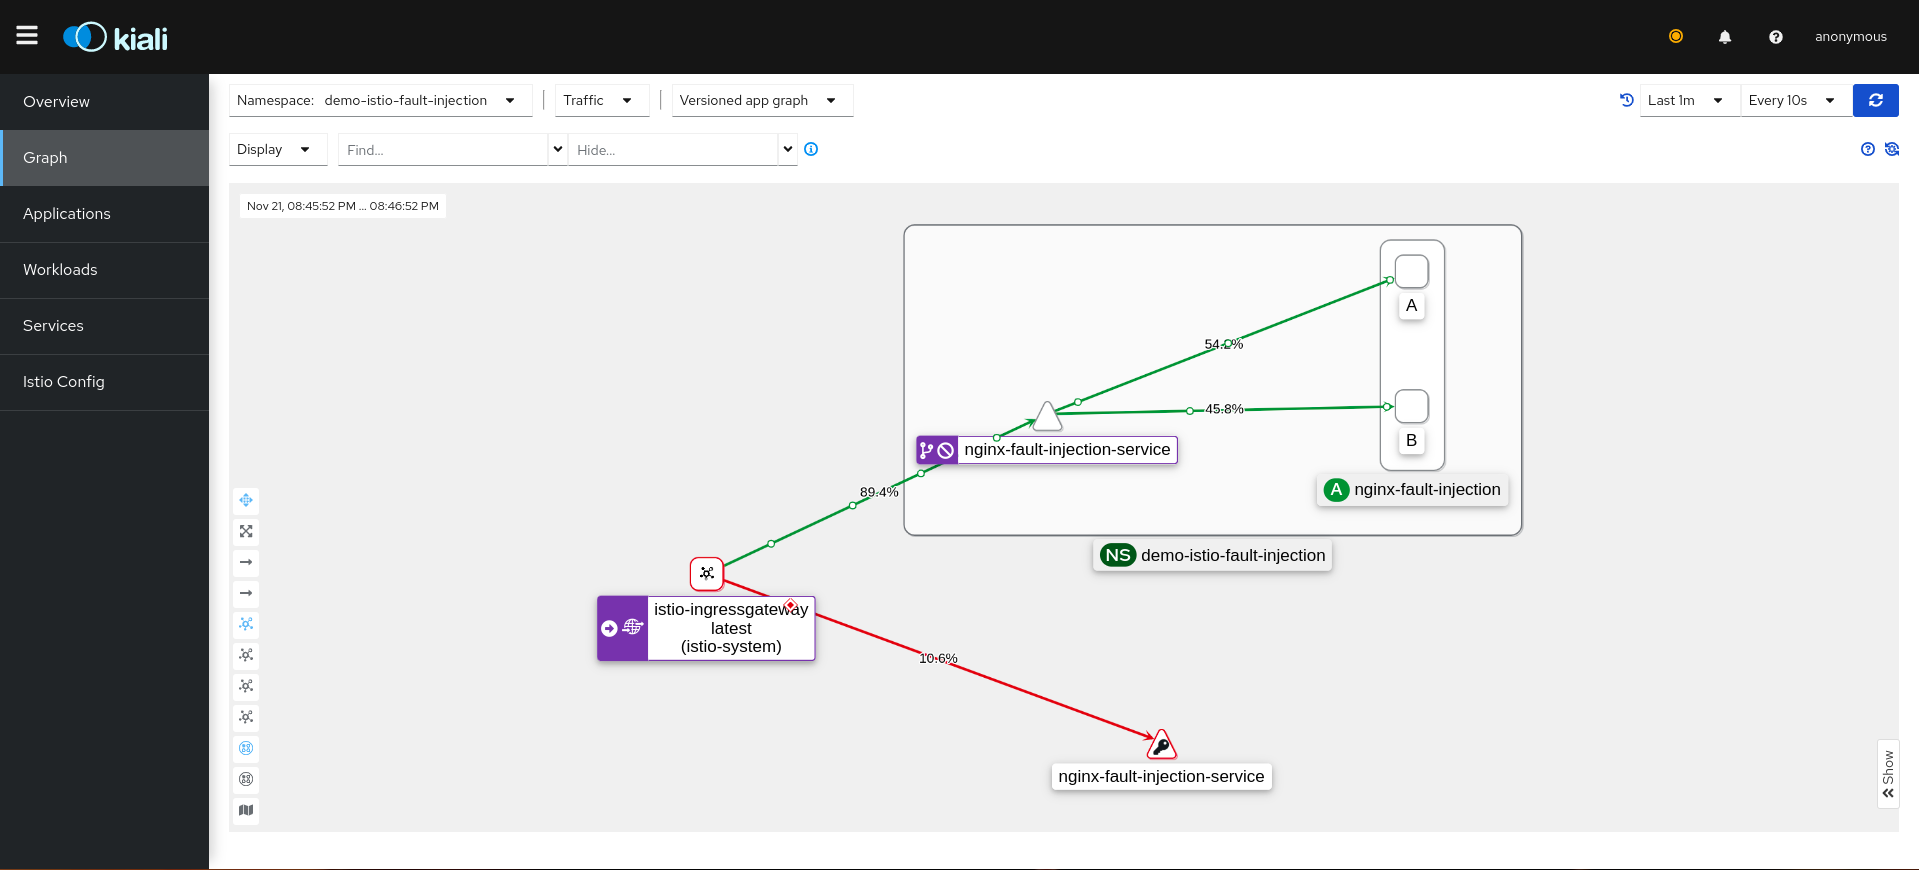 kiali
anonymous
Overview
Graph
Applications
Workloads
Services
Istio Config
Namespace: demo-istio-fault-injection
Traffic
Versioned app graph
Last 1m
Every 10s
Display
Find...
Hide...
Nov 21, 08:45:52 PM ... 08:46:52 PM
A
54.2%
45.8%
B
nginx-fault-injection-service
A nginx-fault-injection
89.4%
NS demo-istio-fault-injection
istio-ingressgateway
latest
(istio-system)
10.6%
nginx-fault-injection-service
Show